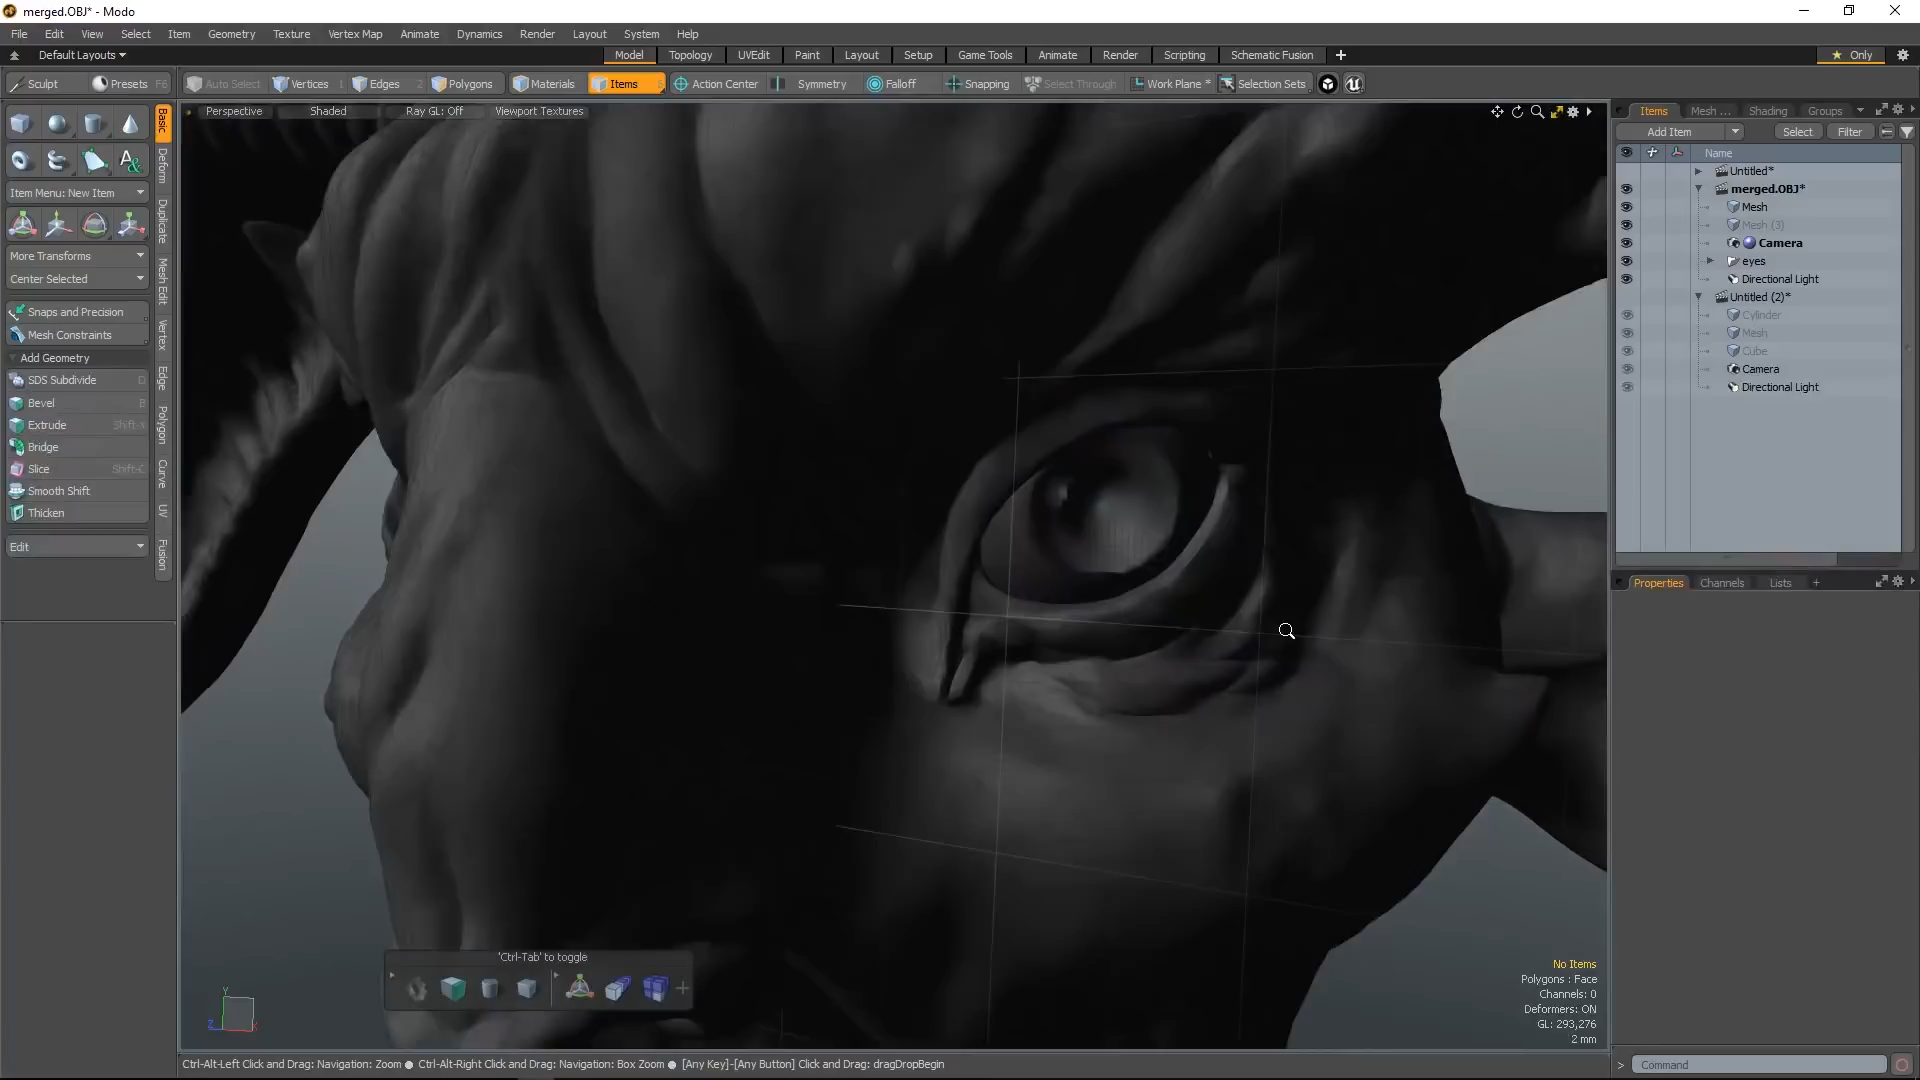 merged.OBJ* - Modo
File Edit View Select Item Geometry Texture Vertex Map Animate Dynamics Render Layout System Help
Default Layouts
Model Topology UVEdit Paint Layout Setup Game Tools Animate Render Scripting Schematic Fusion
Only
Sculpt Presets F6 Auto Select Vertices 1 Edges 2 Polygons Materials Items Action Center Symmetry Falloff Snapping Select Through Work Plane * Selection Sets
Perspective Shaded Ray GL: Off Viewport Textures
Item Menu: New Item
More Transforms
Center Selected
Snaps and Precision
Mesh Constraints
Add Geometry
SDS Subdivide D
Bevel B
Extrude Shift-X
Bridge
Slice Shift-C
Smooth Shift
Thicken
Edit
Basic
Deform
Duplicate
Mesh Edit
Vertex
Edge
Polygon
Curve
UV
Fusion
Items Mesh ... Shading Groups
Add Item Select Filter
Name
Untitled*
merged.OBJ*
Mesh
Mesh (3)
Camera
eyes
Directional Light
Untitled (2)*
Cylinder
Mesh
Cube
Camera
Directional Light
Properties Channels Lists +
'Ctrl-Tab' to toggle
Y
Z X
No Items
Polygons : Face
Channels: 0
Deformers: ON
GL: 293,276
2 mm
Ctrl-Alt-Left Click and Drag: Navigation: Zoom ● Ctrl-Alt-Right Click and Drag: Navigation: Box Zoom ● [Any Key]-[Any Button] Click and Drag: dragDropBegin
> Command